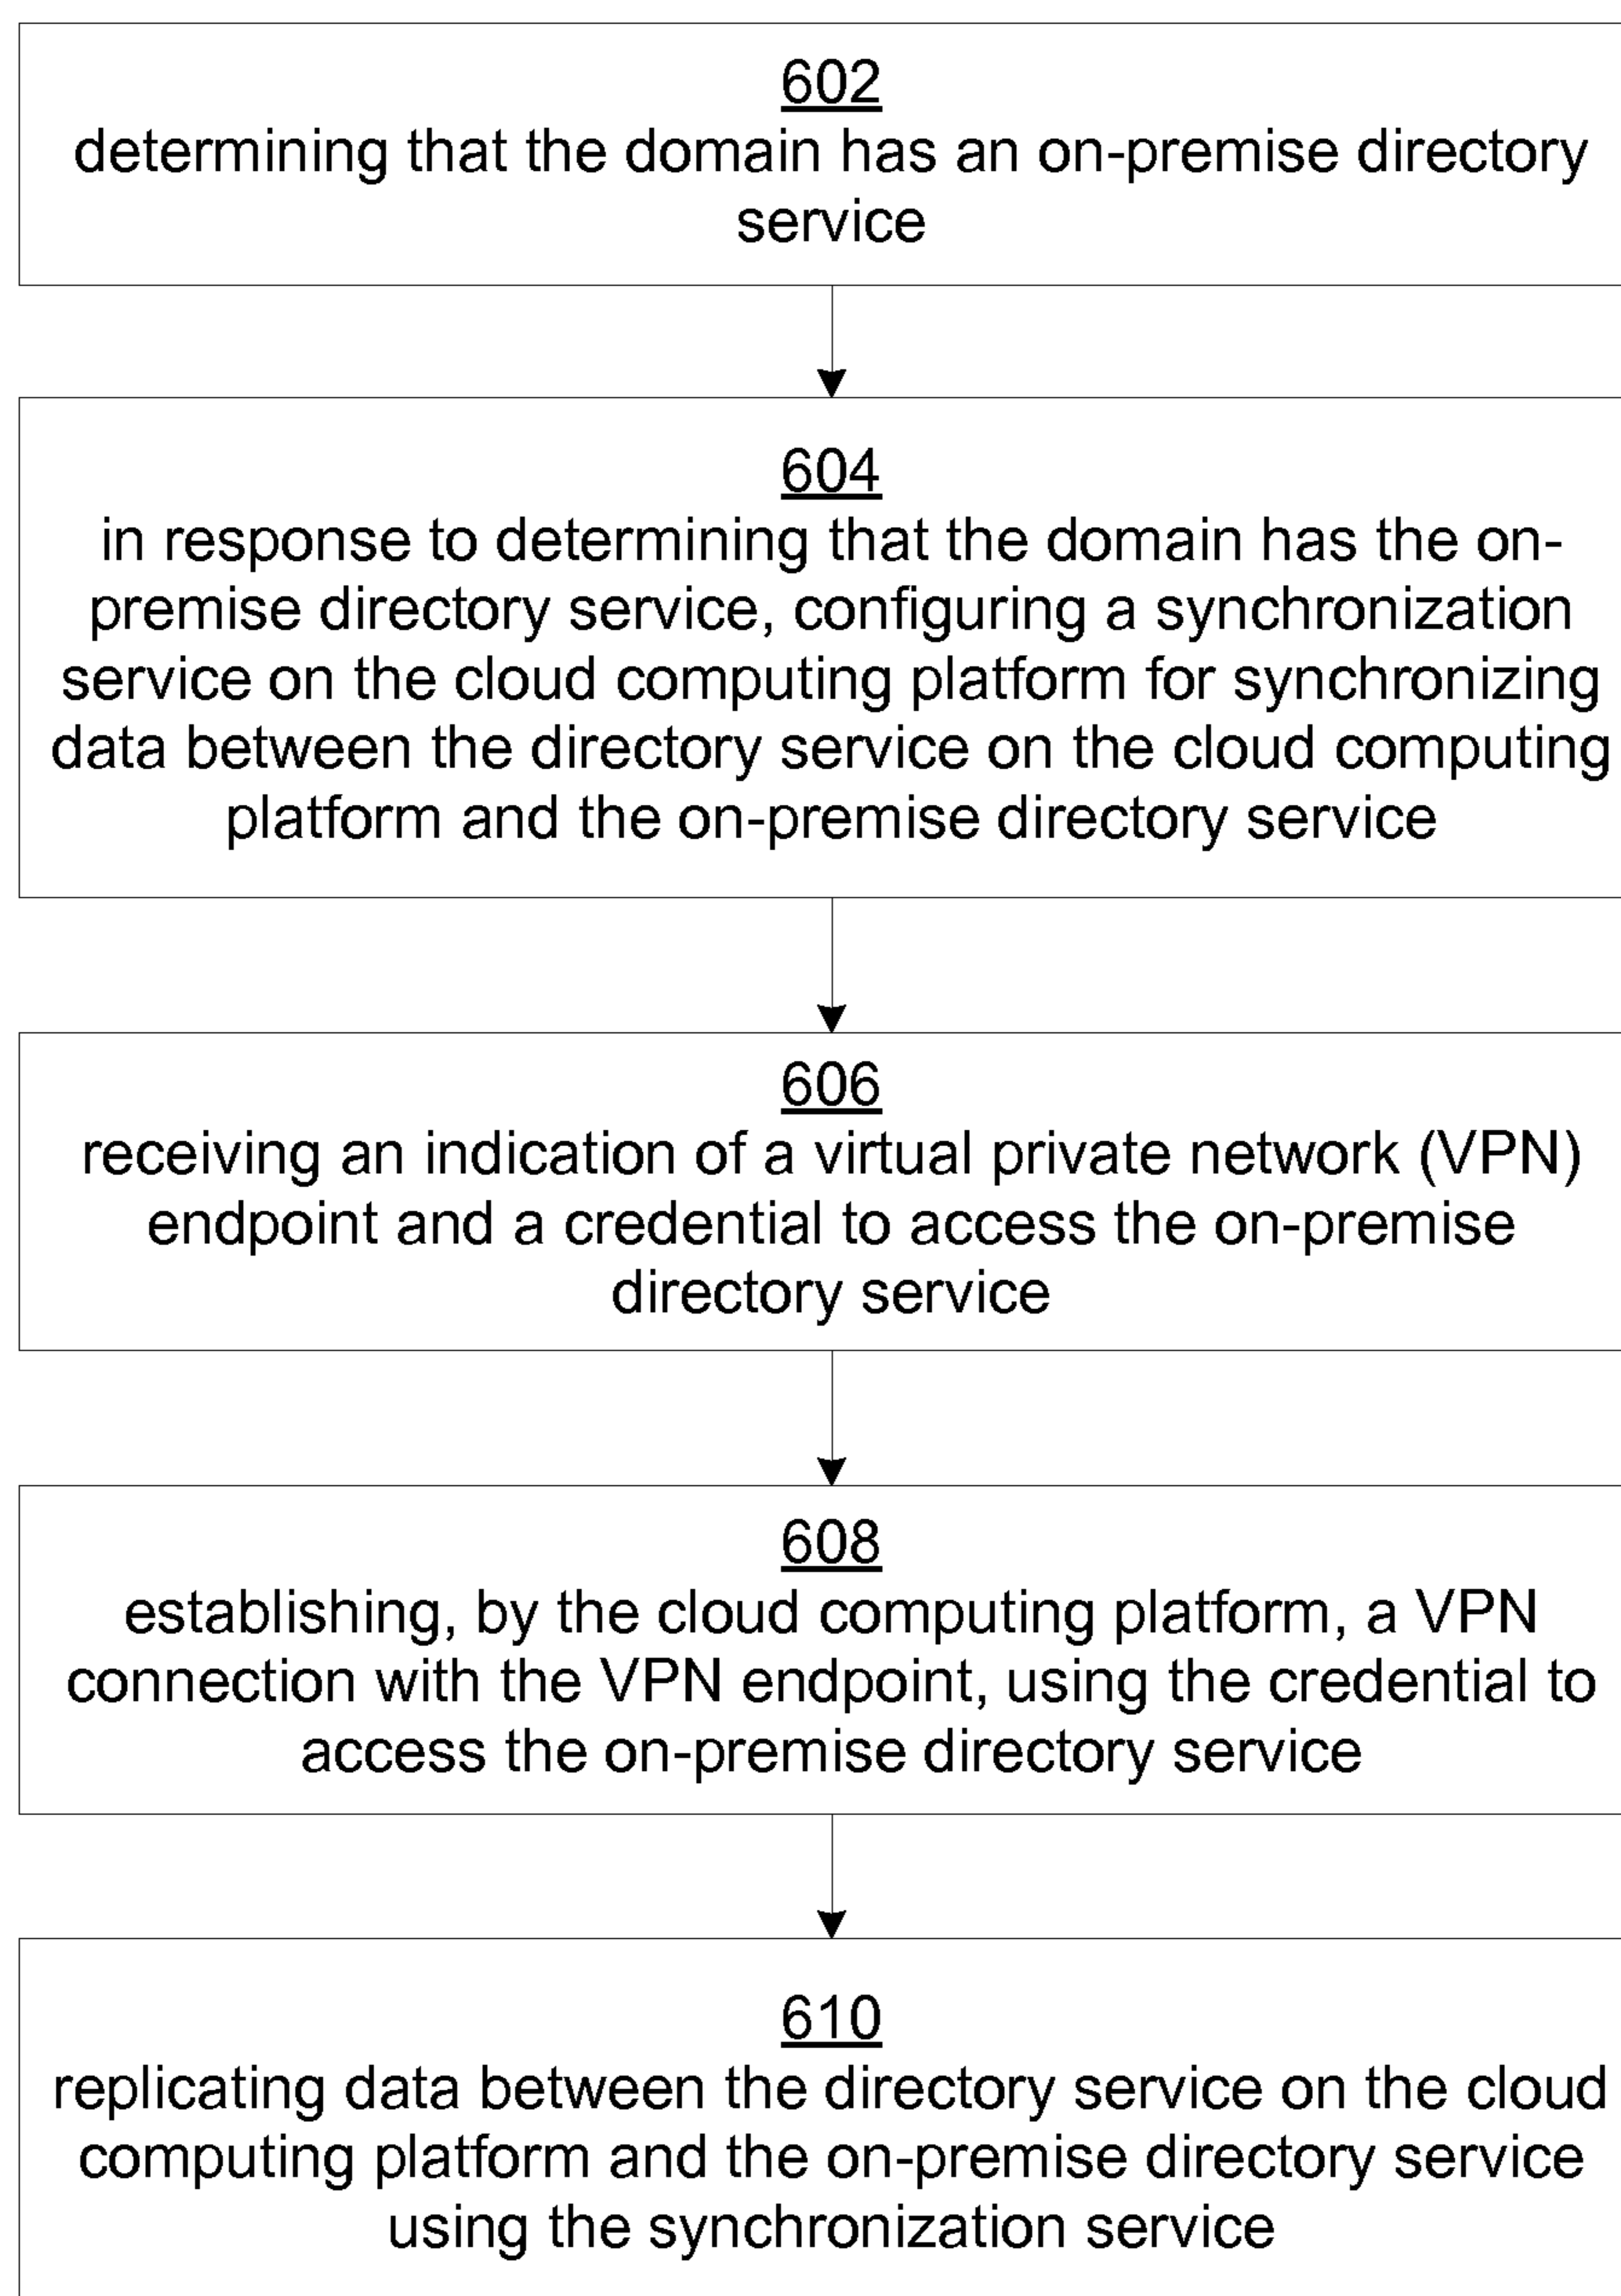 602
determining that the domain has an on-premise directory
service
604
in response to determining that the domain has the on-
premise directory service, configuring a synchronization
service on the cloud computing platform for synchronizing
data between the directory service on the cloud computing
platform and the on-premise directory service
606
receiving an indication of a virtual private network (VPN)
endpoint and a credential to access the on-premise
directory service
608
establishing, by the cloud computing platform, a VPN
connection with the VPN endpoint, using the credential to
access the on-premise directory service
610
replicating data between the directory service on the cloud
computing platform and the on-premise directory service
using the synchronization service